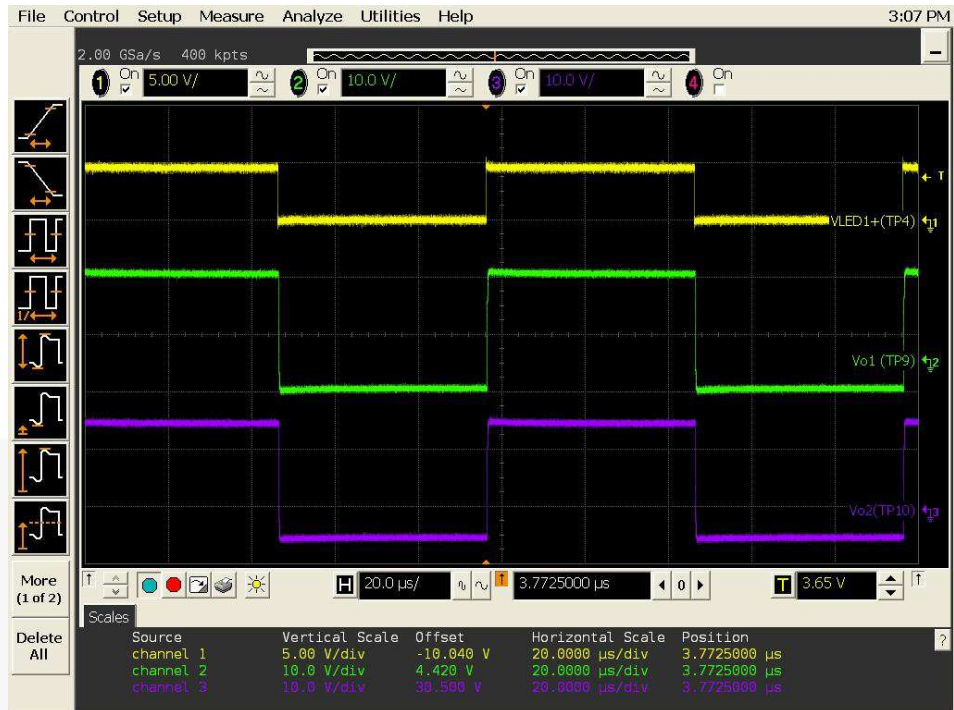 File Control Setup Measure Analyze Utilities Help 3:07 PM
2.00 GSa/s 400 kpts
1 On 5.00 V/ 2 On 10.0 V/ 3 On 10.0 V/ 4 On
T
VLED1+(TP4) 1
Vo1 (TP9) 2
Vo2(TP10) 3
1/
More
(1 of 2)
Delete
All
H 20.0 µs/ 3.7725000 µs 0 T 3.65 V
Scales
?
Source Vertical Scale Offset Horizontal Scale Position
channel 1 5.00 V/div -10.040 V 20.0000 µs/div 3.7725000 µs
channel 2 10.0 V/div 4.420 V 20.0000 µs/div 3.7725000 µs
channel 3 10.0 V/div 30.500 V 20.0000 µs/div 3.7725000 µs